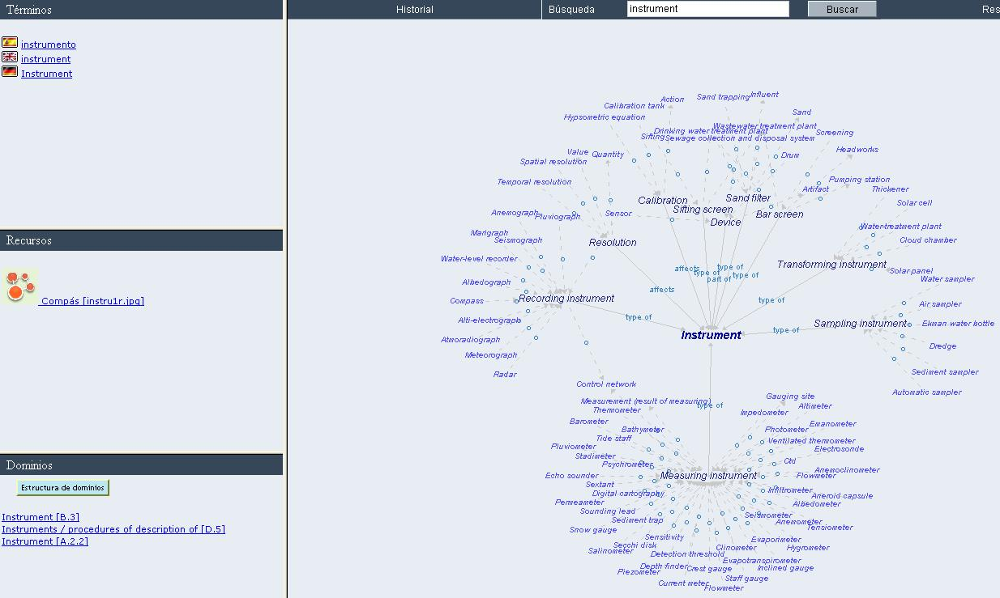 Términos
Historial
Búsqueda
instrument
Buscar
Res
instrumento
instrument
Instrument
Recursos
Compás [instru1r.jpg]
Dominios
Estructura de dominios
Instrument [B.3]
Instruments / procedures of description of [D.5]
Instrument [A.2.2]
Action
Sand trapping
Influent
Calibration tank
Sand
Hypsometric equation
Drinking water treatment plant
Wastewater treatment plant
Screening
Sifting
Sewage collection and disposal system
Headworks
Value
Quantity
Drum
Spatial resolution
Temporal resolution
Pumping station
Artifact
Thickener
Calibration
Sand filter
Solar cell
Sifting screen
Anemograph
Pluviograph
Sensor
Device
Bar screen
Water-treatment plant
Marigraph
Seismograph
Resolution
Cloud chamber
Water-level recorder
Transforming instrument
Solar panel
affects
type of
type of
part of
type of
Water sampler
Albedograph
affects
Compass
Recording instrument
type of
Air sampler
Alti-electrograph
type of
Sampling instrument
Ekman water bottle
type of
Instrument
Atmoradiograph
Dredge
Meteorograph
Radar
Sediment sampler
Control network
Automatic sampler
Measurement (result of measuring)
type of
Gauging site
Thermometer
Altimeter
Impedometer
Barometer
Emanometer
Bathymeter
Photometer
Tide staff
Ventilated thermometer
Pluviometer
Electrosonde
Stadimeter
Psychrometer
Ctd
Anemoclinometer
Echo sounder
Measuring instrument
Flowmeter
Sextant
Infiltrometer
Digital cartography
Aneroid capsule
Permeameter
Albedometer
Sounding lead
Seismometer
Sediment trap
Anemometer
Snow gauge
Tensiometer
Sensitivity
Evaporimeter
Secchi disk
Clinometer
Hygrometer
Salinometer
Detection threshold
Evapotranspirometer
Depth finder
Crest gauge
Inclined gauge
Piezometer
Staff gauge
Current meter
Flowmeter